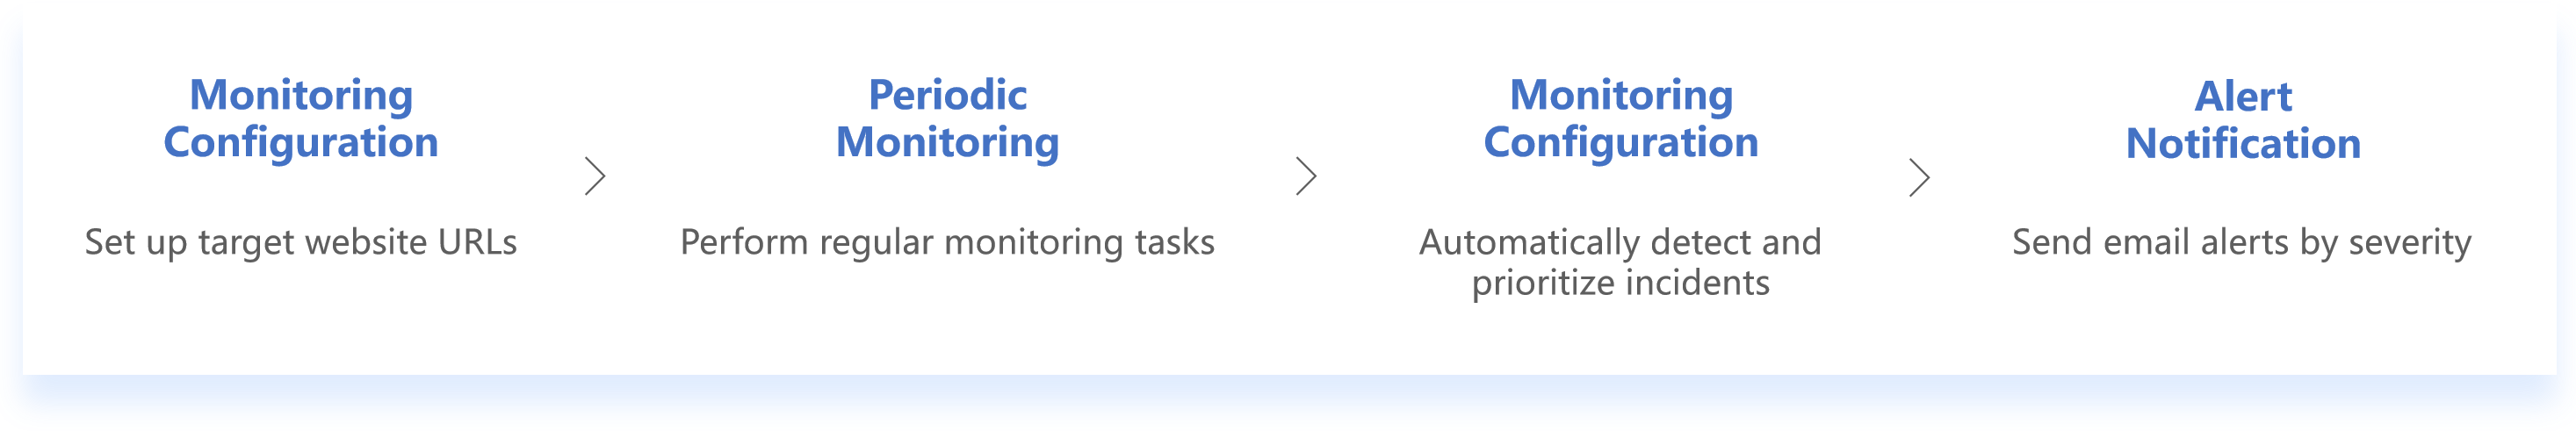 Monitoring
Configuration
Set up target website URLs
Periodic
Monitoring
Perform regular monitoring tasks
Monitoring
Configuration
Automatically detect and
prioritize incidents
Alert
Notification
Send email alerts by severity